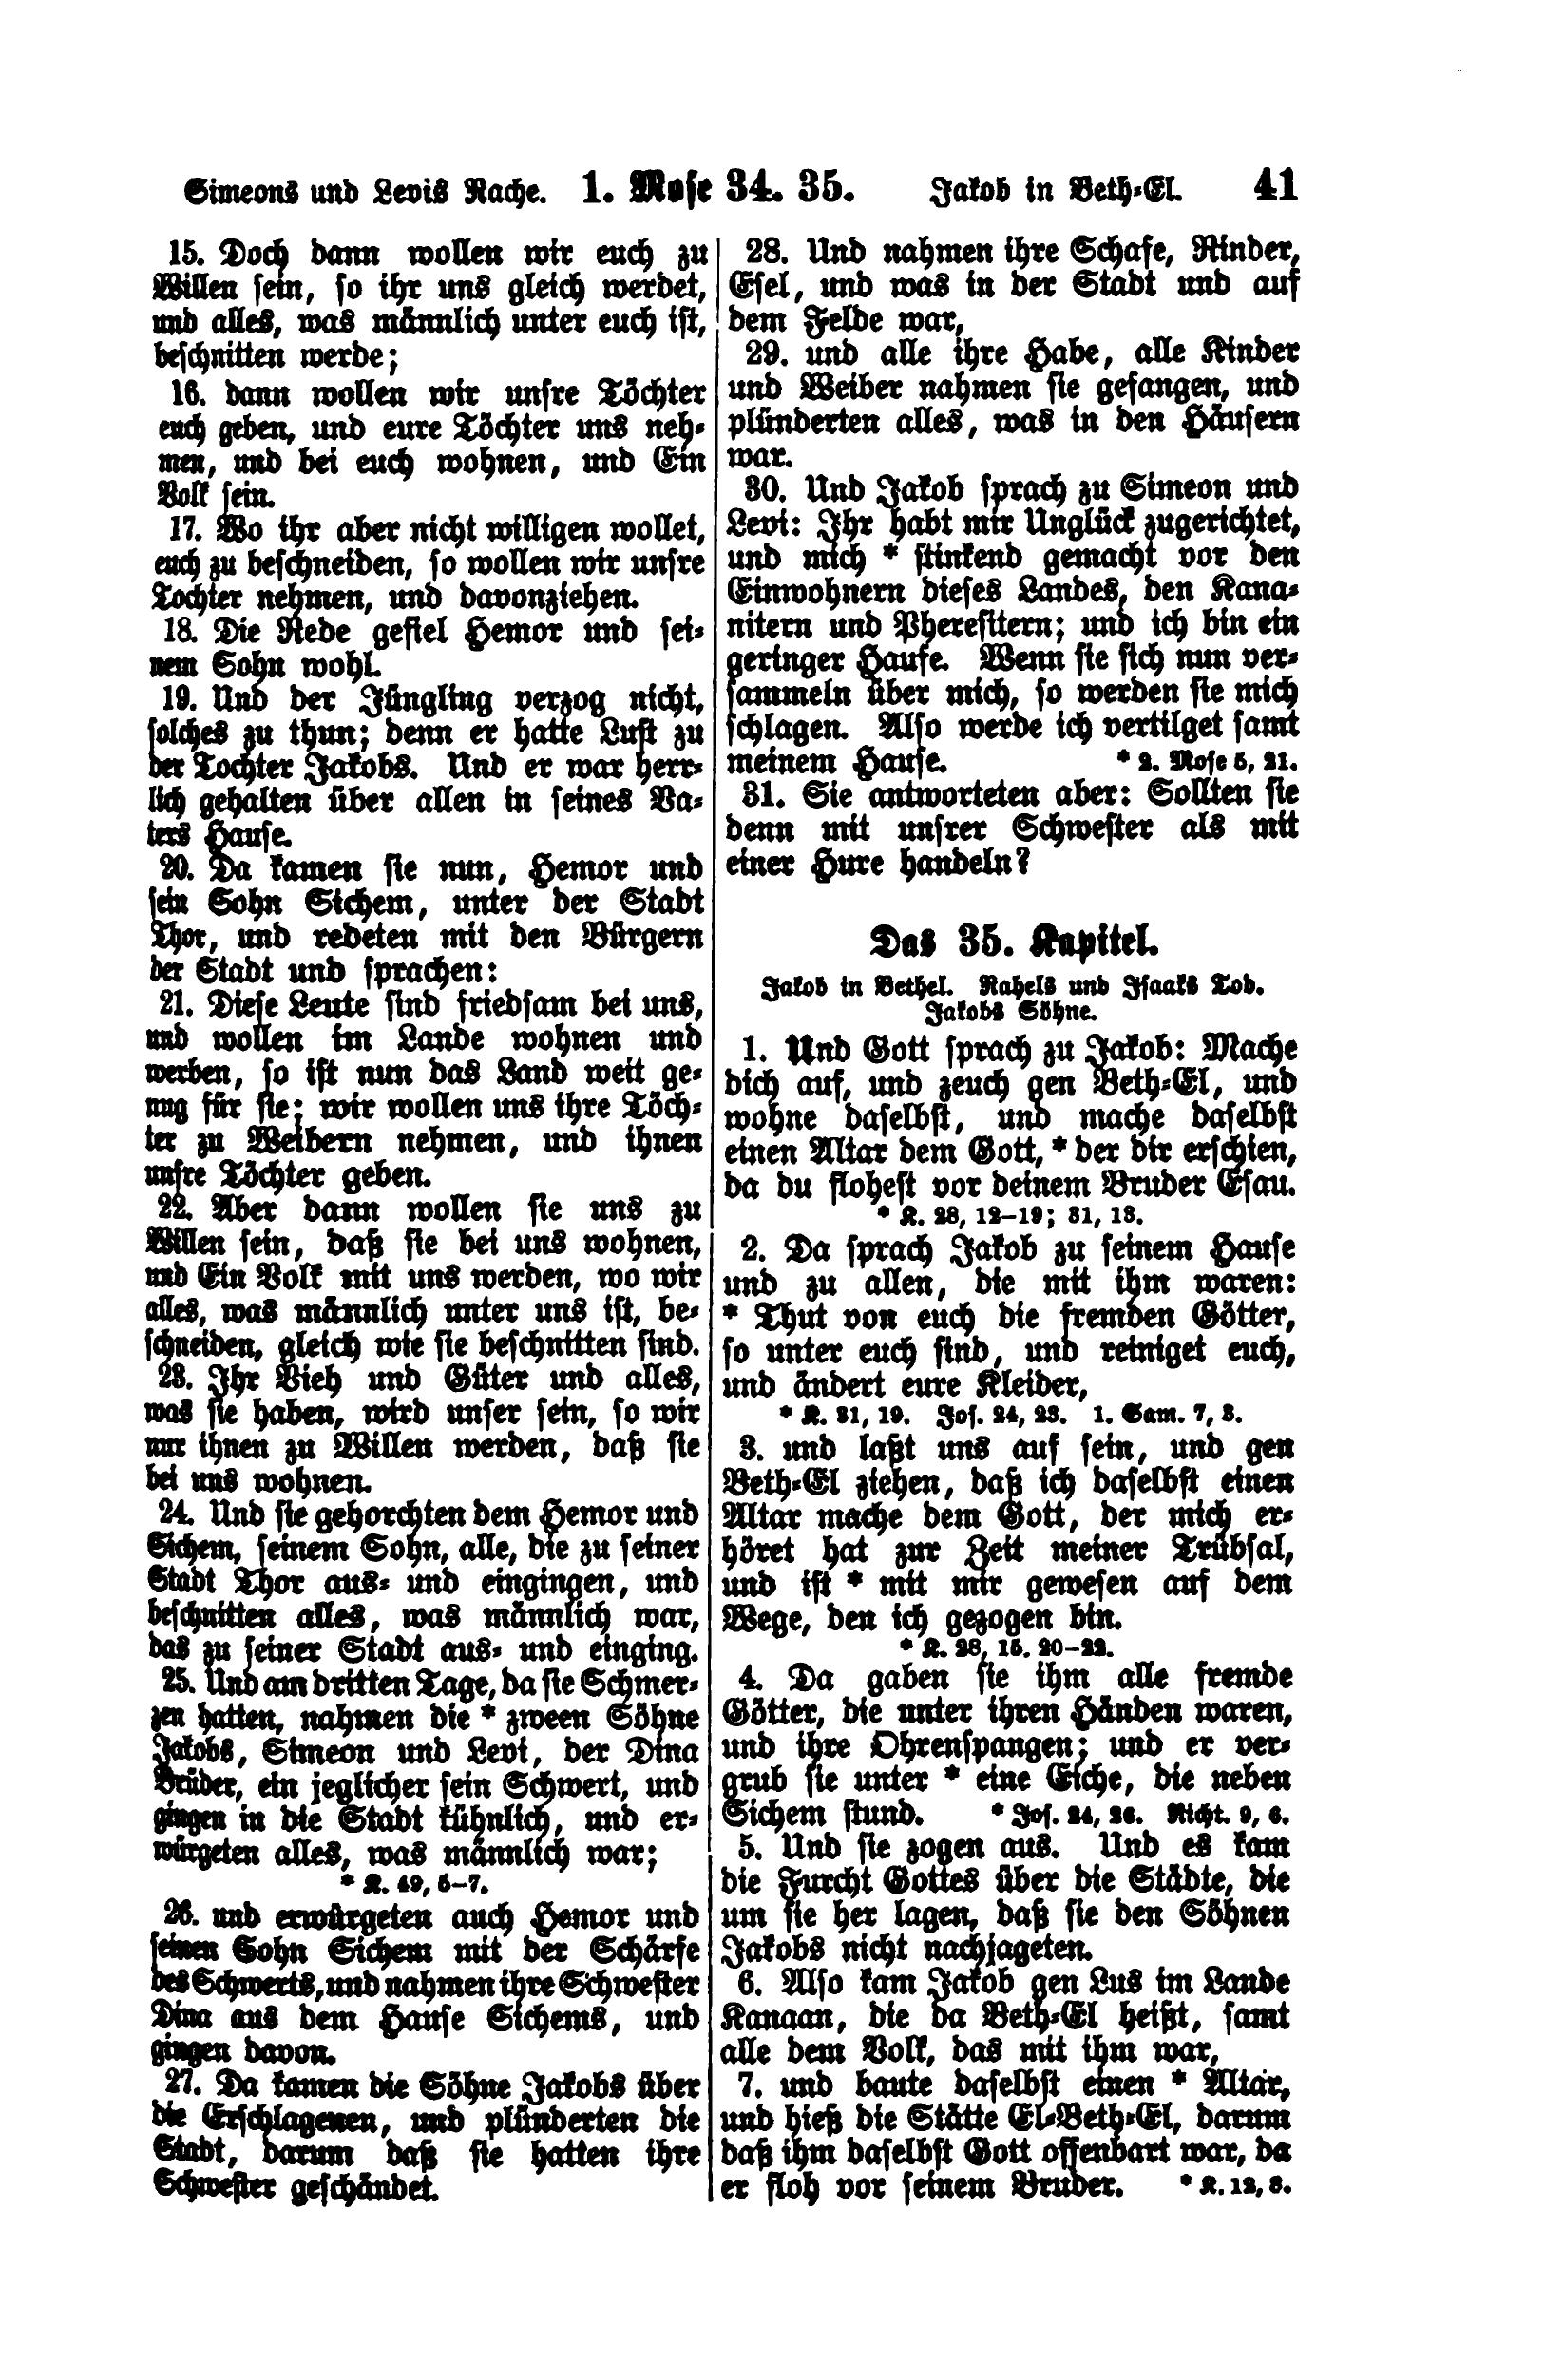 Simeons und Levis Rache. 1. Mose 34. 35. Jakob in Beth-El. 41
15. Doch dann wollen wir euch zu
Willen sein, so ihr uns gleich werdet,
und alles, was männlich unter euch ist,
beschnitten werde;
16. dann wollen wir unsre Töchter
euch geben, und eure Töchter uns neh-
men, und bei euch wohnen, und Ein
Volk sein.
17. Wo ihr aber nicht willigen wollet,
euch zu beschneiden, so wollen wir unsre
Tochter nehmen, und davonziehen.
18. Die Rede gefiel Hemor und sei-
nem Sohn wohl.
19. Und der Jüngling verzog nicht,
solches zu thun; denn er hatte Lust zu
der Tochter Jakobs. Und er war herr-
lich gehalten über allen in seines Va-
ters Hause.
20. Da kamen sie nun, Hemor und
sein Sohn Sichem, unter der Stadt
Thor, und redeten mit den Bürgern
der Stadt und sprachen:
21. Diese Leute sind friedsam bei uns,
und wollen im Lande wohnen und
werben, so ist nun das Land weit ge-
nug für sie; wir wollen uns ihre Töch-
ter zu Weibern nehmen, und ihnen
unsre Töchter geben.
22. Aber dann wollen sie uns zu
Willen sein, daß sie bei uns wohnen,
und Ein Volk mit uns werden, wo wir
alles, was männlich unter uns ist, be-
schneiden, gleich wie sie beschnitten sind.
23. Ihr Vieh und Güter und alles,
was sie haben, wird unser sein, so wir
nur ihnen zu Willen werden, daß sie
bei uns wohnen.
24. Und sie gehorchten dem Hemor und
Sichem, seinem Sohn, alle, die zu seiner
Stadt Thor aus- und eingingen, und
beschnitten alles, was männlich war,
das zu seiner Stadt aus- und einging.
25. Und am dritten Tage, da sie Schmer-
zen hatten, nahmen die * zween Söhne
Jakobs, Simeon und Levi, der Dina
Brüder, ein jeglicher sein Schwert, und
gingen in die Stadt kühnlich, und er-
würgeten alles, was männlich war;
* K. 49, 5–7.
26. und erwürgeten auch Hemor und
seinen Sohn Sichem mit der Schärfe
des Schwerts, und nahmen ihre Schwester
Dina aus dem Hause Sichems, und
gingen davon.
27. Da kamen die Söhne Jakobs über
die Erschlagenen, und plünderten die
Stadt, darum daß sie hatten ihre
Schwester geschändet.
28. Und nahmen ihre Schafe, Rinder,
Esel, und was in der Stadt und auf
dem Felde war,
29. und alle ihre Habe, alle Kinder
und Weiber nahmen sie gefangen, und
plünderten alles, was in den Häusern
war.
30. Und Jakob sprach zu Simeon und
Levi: Ihr habt mir Unglück zugerichtet,
und mich * stinkend gemacht vor den
Einwohnern dieses Landes, den Kana-
nitern und Pheresitern; und ich bin ein
geringer Haufe. Wenn sie sich nun ver-
sammeln über mich, so werden sie mich
schlagen. Also werde ich vertilget samt
meinem Hause. * 2. Mose 5, 21.
31. Sie antworteten aber: Sollten sie
denn mit unsrer Schwester als mit
einer Hure handeln?
Das 35. Kapitel.
Jakob in Bethel. Rahels und Isaaks Tod.
Jakobs Söhne.
1. Und Gott sprach zu Jakob: Mache
dich auf, und zeuch gen Beth-El, und
wohne daselbst, und mache daselbst
einen Altar dem Gott, * der dir erschien,
da du flohest vor deinem Bruder Esau.
* K. 28, 12–19; 31, 13.
2. Da sprach Jakob zu seinem Hause
und zu allen, die mit ihm waren:
* Thut von euch die fremden Götter,
so unter euch sind, und reiniget euch,
und ändert eure Kleider,
* K. 31, 19. Jos. 24, 23. 1. Sam. 7, 3.
3. und laßt uns auf sein, und gen
Beth-El ziehen, daß ich daselbst einen
Altar mache dem Gott, der mich er-
höret hat zur Zeit meiner Trübsal,
und ist * mit mir gewesen auf dem
Wege, den ich gezogen bin.
* K. 28, 15. 20–22.
4. Da gaben sie ihm alle fremde
Götter, die unter ihren Händen waren,
und ihre Ohrenspangen; und er ver-
grub sie unter * eine Eiche, die neben
Sichem stund. * Jos. 24, 26. Richt. 9, 6.
5. Und sie zogen aus. Und es kam
die Furcht Gottes über die Städte, die
um sie her lagen, daß sie den Söhnen
Jakobs nicht nachjageten.
6. Also kam Jakob gen Lus im Lande
Kanaan, die da Beth-El heißt, samt
alle dem Volk, das mit ihm war,
7. und baute daselbst einen * Altar,
und hieß die Stätte El-Beth-El, darum
daß ihm daselbst Gott offenbart war, da
er floh vor seinem Bruder. * K. 12, 8.